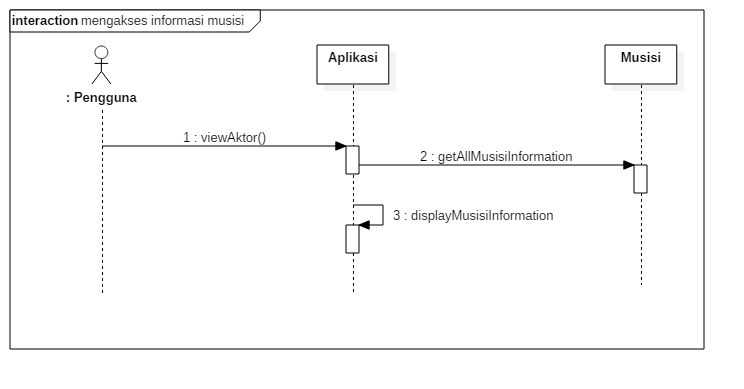 interaction mengakses informasi musisi
Aplikasi
Musisi
: Pengguna
1 : viewAktor()
2 : getAllMusisiInformation
3 : displayMusisiInformation